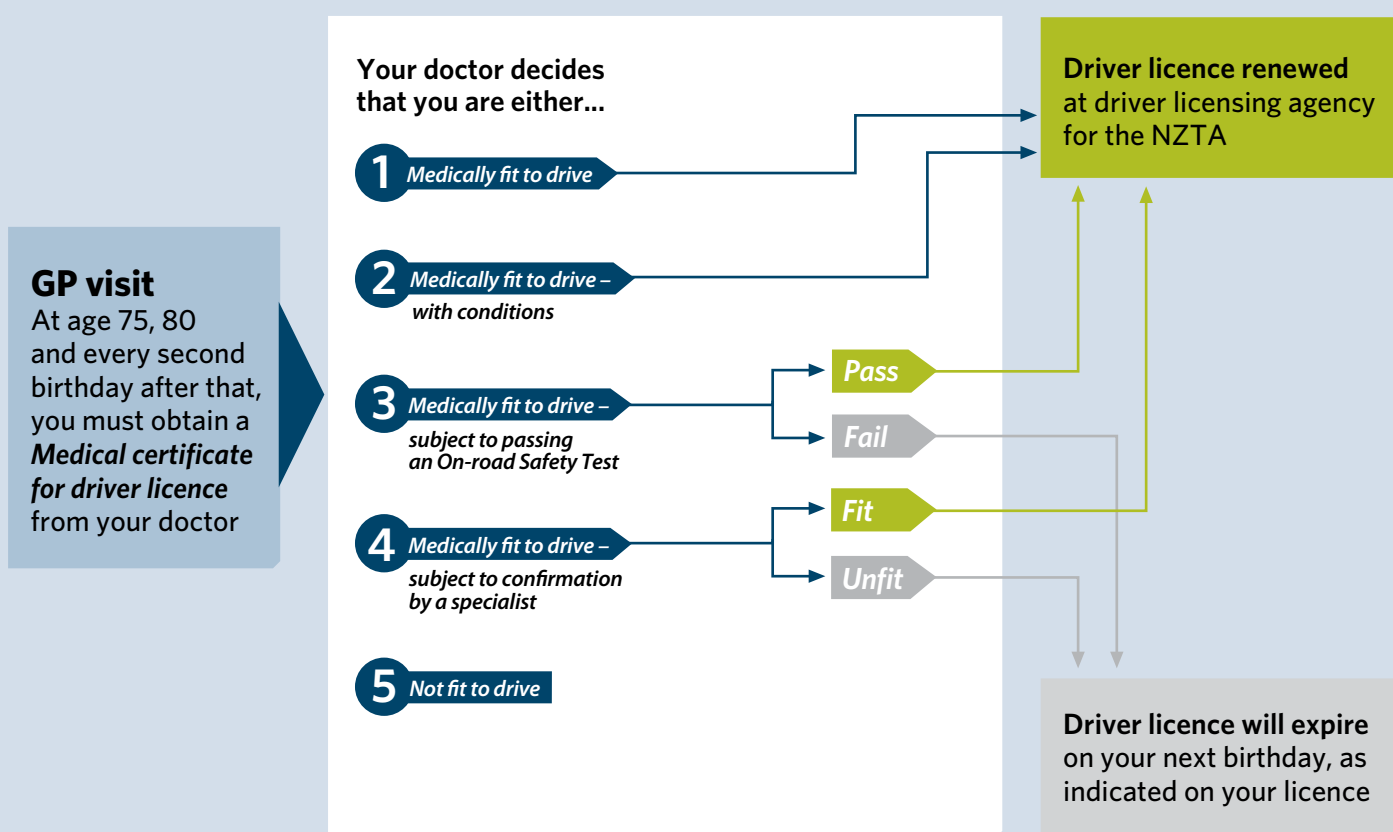 GP visit
At age 75, 80
and every second
birthday after that,
you must obtain a
Medical certificate
for driver licence
from your doctor
Your doctor decides
that you are either...
1 Medically fit to drive
2 Medically fit to drive –
with conditions
3 Medically fit to drive –
subject to passing
an On-road Safety Test
Pass
Fail
4 Medically fit to drive –
subject to confirmation
by a specialist
Fit
Unfit
5 Not fit to drive
Driver licence renewed
at driver licensing agency
for the NZTA
Driver licence will expire
on your next birthday, as
indicated on your licence